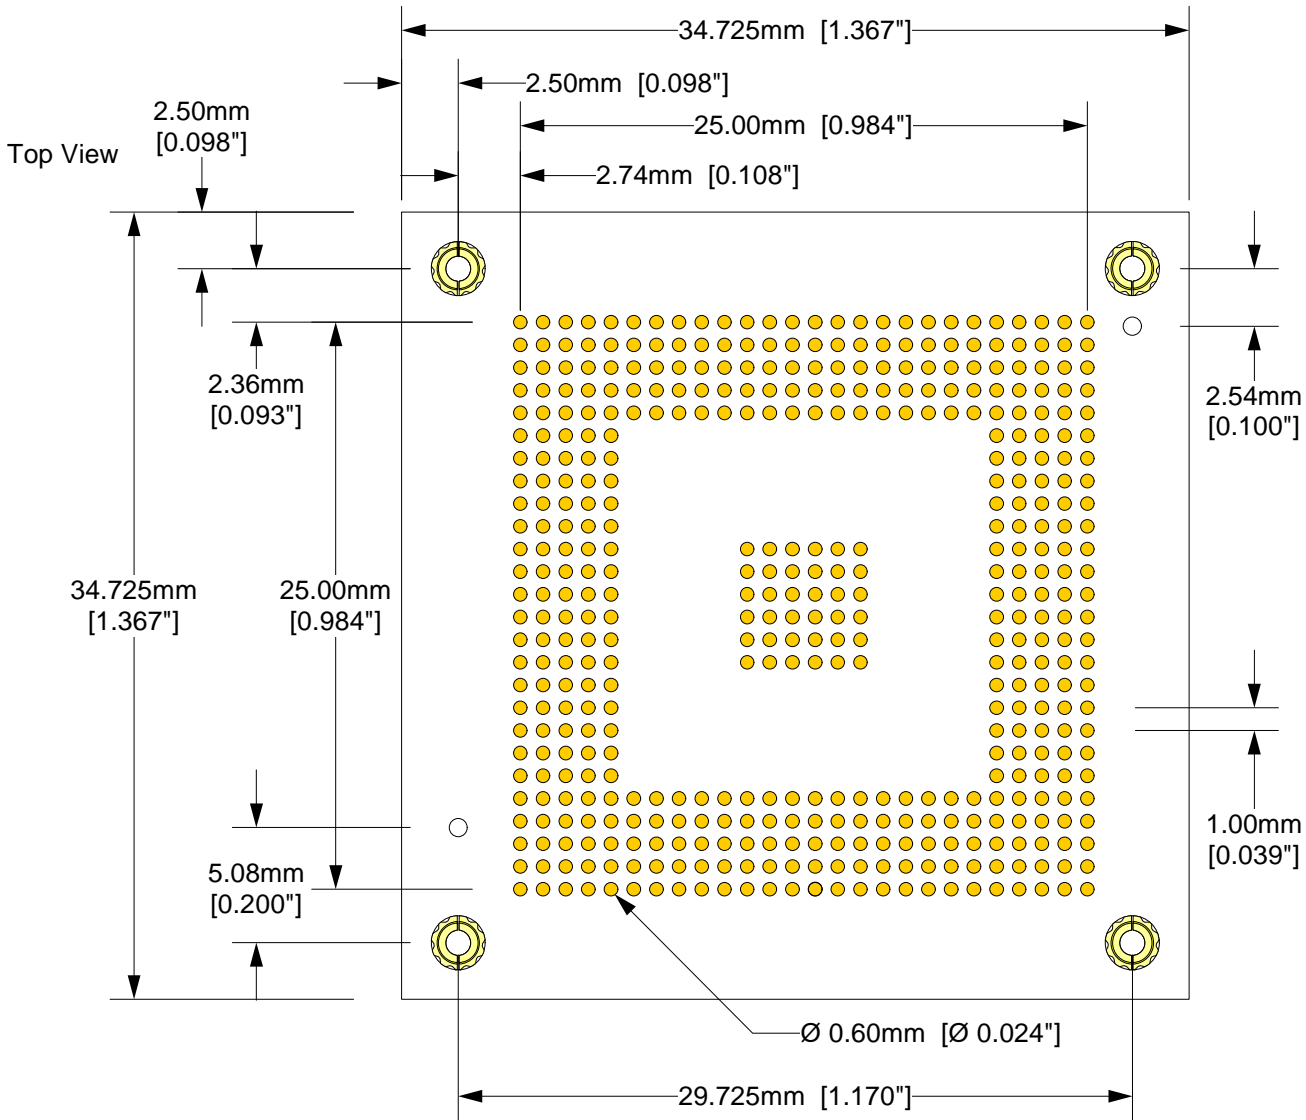 34.725mm [1.367"]
2.50mm [0.098"]
2.50mm
[0.098"]
25.00mm [0.984"]
Top View
2.74mm [0.108"]
2.36mm
[0.093"]
2.54mm
[0.100"]
34.725mm
[1.367"]
25.00mm
[0.984"]
1.00mm
[0.039"]
5.08mm
[0.200"]
Ø 0.60mm [Ø 0.024"]
29.725mm [1.170"]